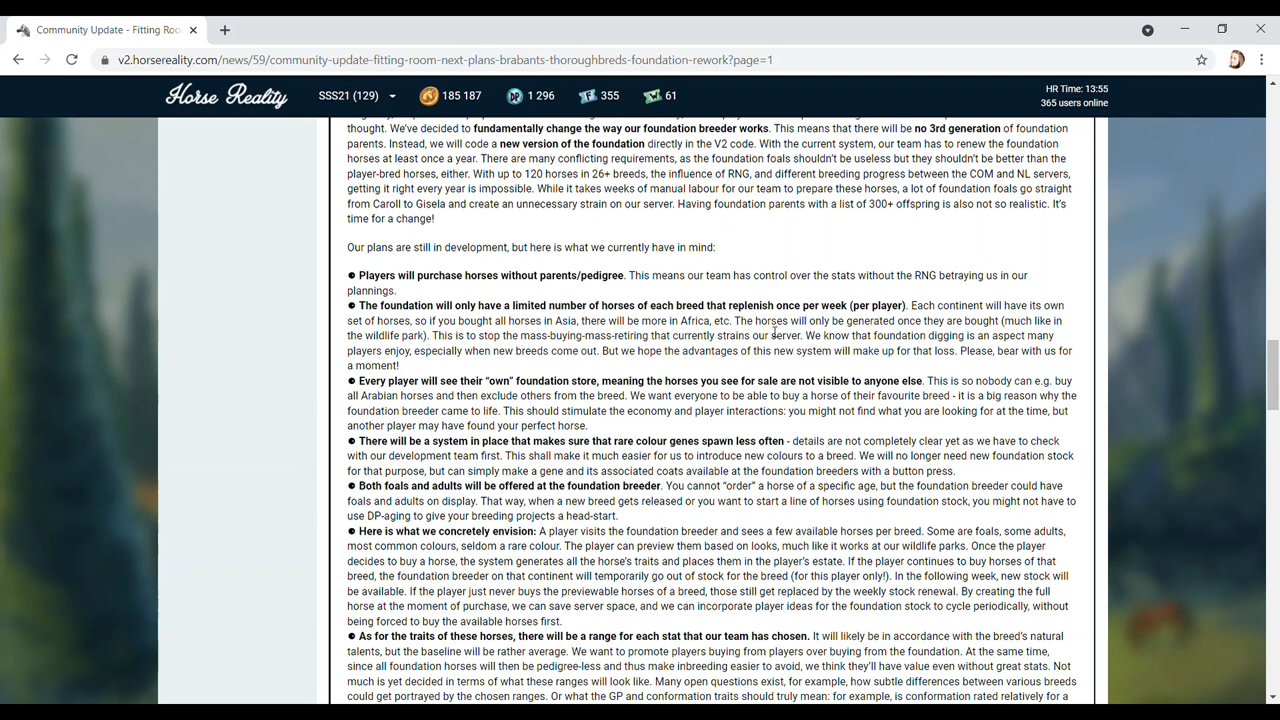 Community Update - Fitting Roo
v2.horsereality.com/news/59/community-update-fitting-room-next-plans-brabants-thoroughbreds-foundation-rework?page=1
Horse Reality
SSS21 (129)
185 187
DP 1 296
355
61
HR Time: 13:55
365 users online
thought. We've decided to fundamentally change the way our foundation breeder works. This means that there will be no 3rd generation of foundation
parents. Instead, we will code a new version of the foundation directly in the V2 code. With the current system, our team has to renew the foundation
horses at least once a year. There are many conflicting requirements, as the foundation foals shouldn't be useless but they shouldn't be better than the
player-bred horses, either. With up to 120 horses in 26+ breeds, the influence of RNG, and different breeding progress between the COM and NL servers,
getting it right every year is impossible. While it takes weeks of manual labour for our team to prepare these horses, a lot of foundation foals go straight
from Caroll to Gisela and create an unnecessary strain on our server. Having foundation parents with a list of 300+ offspring is also not so realistic. It's
time for a change!
Our plans are still in development, but here is what we currently have in mind:
● Players will purchase horses without parents/pedigree. This means our team has control over the stats without the RNG betraying us in our
plannings.
● The foundation will only have a limited number of horses of each breed that replenish once per week (per player). Each continent will have its own
set of horses, so if you bought all horses in Asia, there will be more in Africa, etc. The horses will only be generated once they are bought (much like in
the wildlife park). This is to stop the mass-buying-mass-retiring that currently strains our server. We know that foundation digging is an aspect many
players enjoy, especially when new breeds come out. But we hope the advantages of this new system will make up for that loss. Please, bear with us for
a moment!
● Every player will see their “own” foundation store, meaning the horses you see for sale are not visible to anyone else. This is so nobody can e.g. buy
all Arabian horses and then exclude others from the breed. We want everyone to be able to buy a horse of their favourite breed - it is a big reason why the
foundation breeder came to life. This should stimulate the economy and player interactions: you might not find what you are looking for at the time, but
another player may have found your perfect horse.
● There will be a system in place that makes sure that rare colour genes spawn less often - details are not completely clear yet as we have to check
with our development team first. This shall make it much easier for us to introduce new colours to a breed. We will no longer need new foundation stock
for that purpose, but can simply make a gene and its associated coats available at the foundation breeders with a button press.
● Both foals and adults will be offered at the foundation breeder. You cannot “order” a horse of a specific age, but the foundation breeder could have
foals and adults on display. That way, when a new breed gets released or you want to start a line of horses using foundation stock, you might not have to
use DP-aging to give your breeding projects a head-start.
● Here is what we concretely envision: A player visits the foundation breeder and sees a few available horses per breed. Some are foals, some adults,
most common colours, seldom a rare colour. The player can preview them based on looks, much like it works at our wildlife parks. Once the player
decides to buy a horse, the system generates all the horse's traits and places them in the player's estate. If the player continues to buy horses of that
breed, the foundation breeder on that continent will temporarily go out of stock for the breed (for this player only!). In the following week, new stock will
be available. If the player just never buys the previewable horses of a breed, those still get replaced by the weekly stock renewal. By creating the full
horse at the moment of purchase, we can save server space, and we can incorporate player ideas for the foundation stock to cycle periodically, without
being forced to buy the available horses first.
● As for the traits of these horses, there will be a range for each stat that our team has chosen. It will likely be in accordance with the breed's natural
talents, but the baseline will be rather average. We want to promote players buying from players over buying from the foundation. At the same time,
since all foundation horses will then be pedigree-less and thus make inbreeding easier to avoid, we think they'll have value even without great stats. Not
much is yet decided in terms of what these ranges will look like. Many open questions exist, for example, how subtle differences between various breeds
could get portrayed by the chosen ranges. Or what the GP and conformation traits should truly mean: for example, is conformation rated relatively for a